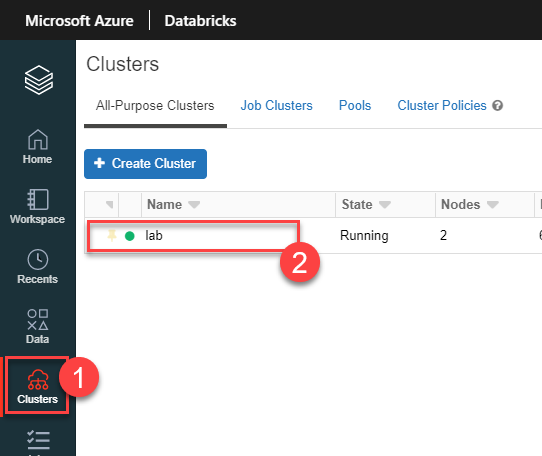 Microsoft Azure Databricks
Clusters
All-Purpose Clusters Job Clusters Pools Cluster Policies ?
+ Create Cluster
Name State Nodes
lab Running 2
2
Home
Workspace
Recents
Data
Clusters
1